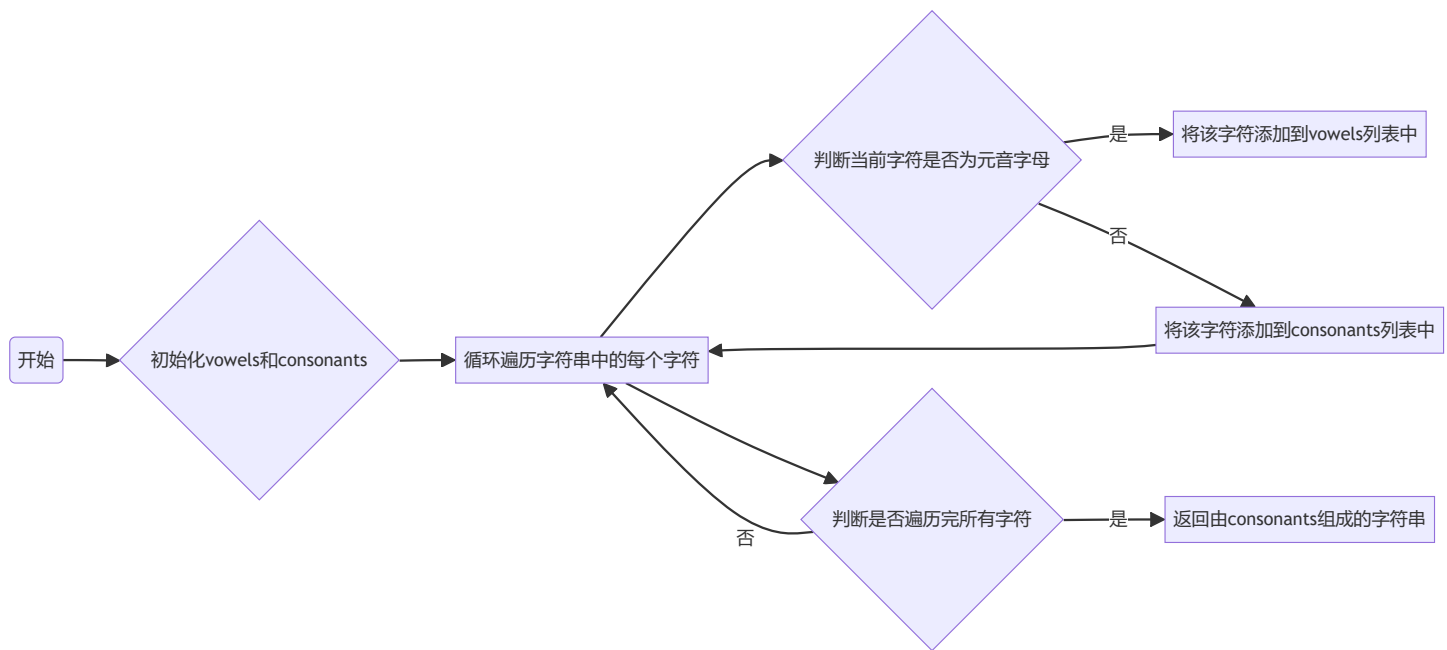 开始
初始化vowels和consonants
循环遍历字符串中的每个字符
判断当前字符是否为元音字母
是
将该字符添加到vowels列表中
否
将该字符添加到consonants列表中
判断是否遍历完所有字符
否
是
返回由consonants组成的字符串